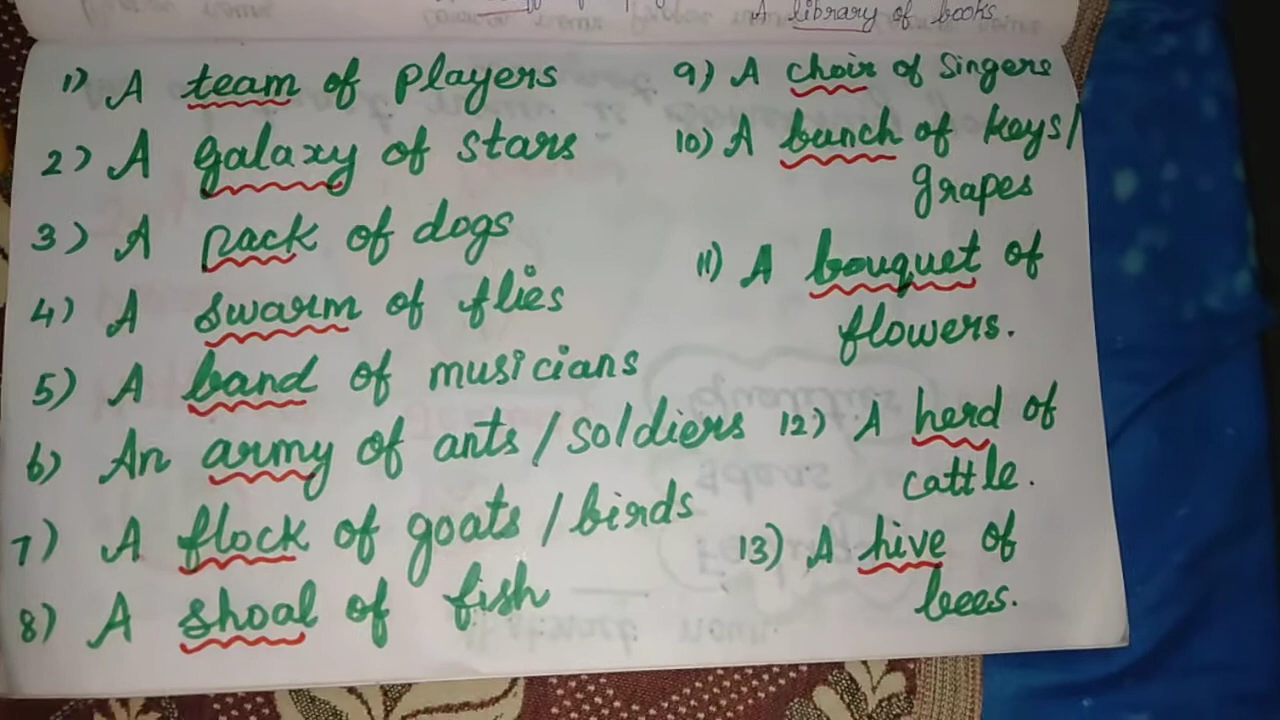 A library of books
1) A team of players
2) A galaxy of stars
3) A pack of dogs
4) A swarm of flies
5) A band of musicians
6) An army of ants / soldiers
7) A flock of goats / birds
8) A shoal of fish
9) A choir of Singers
10) A bunch of keys /
grapes
11) A bouquet of
flowers.
12) A herd of
cattle.
13) A hive of
bees.